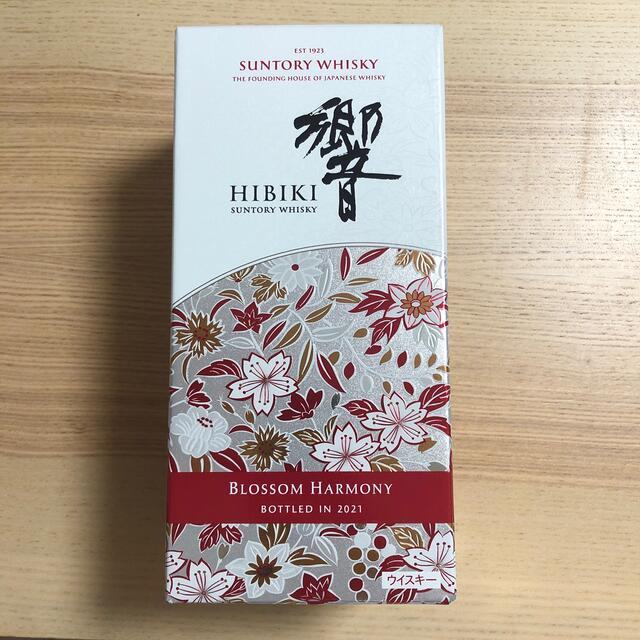 EST 1923
SUNTORY WHISKY
THE FOUNDING HOUSE OF JAPANESE WHISKY
響
HIBIKI
SUNTORY WHISKY
BLOSSOM HARMONY
BOTTLED IN 2021
ウイスキー